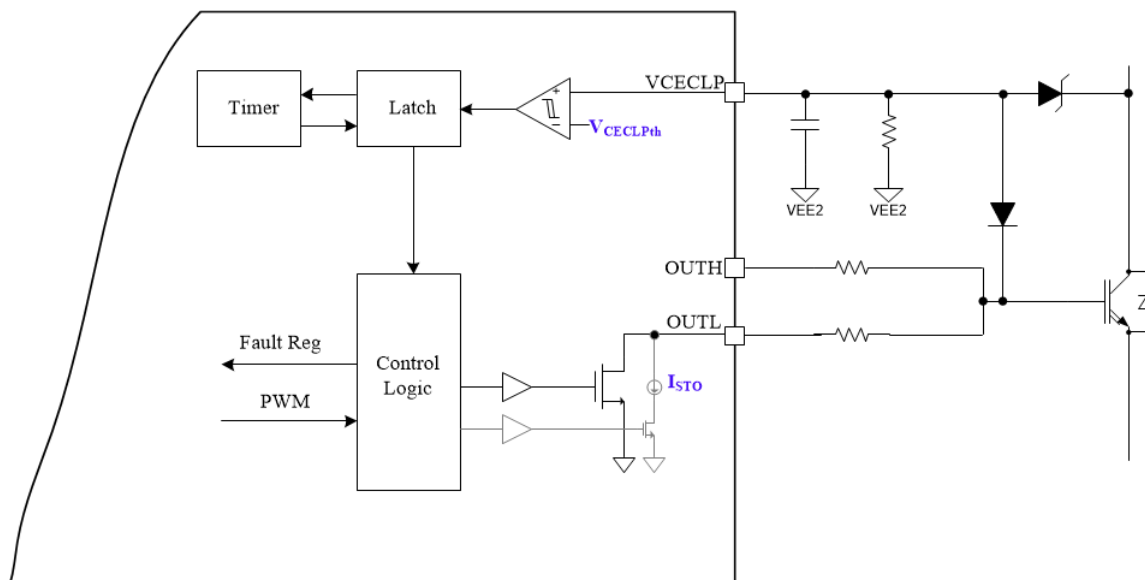 VCECLP
Timer
Latch
+
−
VCECLPth
VEE2
VEE2
OUTH
OUTL
Fault Reg
Control
Logic
ISTO
PWM
Z